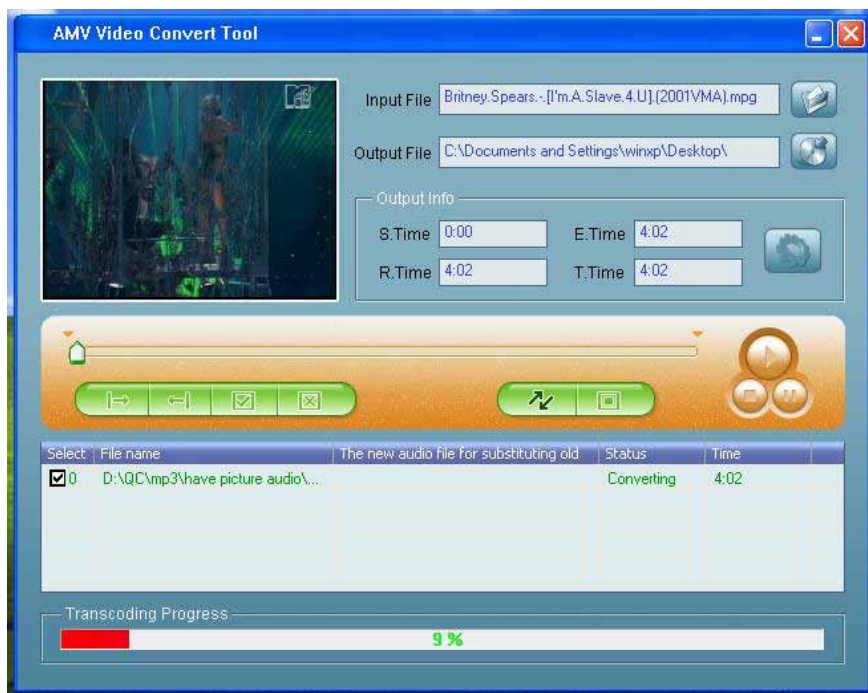 AMV Video Convert Tool
Input File Britney.Spears.-.[I'm.A.Slave.4.U].(2001VMA).mpg
Output File C:\Documents and Settings\winxp\Desktop\
Output Info
S.Time 0:00 E.Time 4:02
R.Time 4:02 T.Time 4:02
Select File name The new audio file for substituting old Status Time
0 D:\QC\mp3\have picture audio\... Converting 4:02
Transcoding Progress
9 %